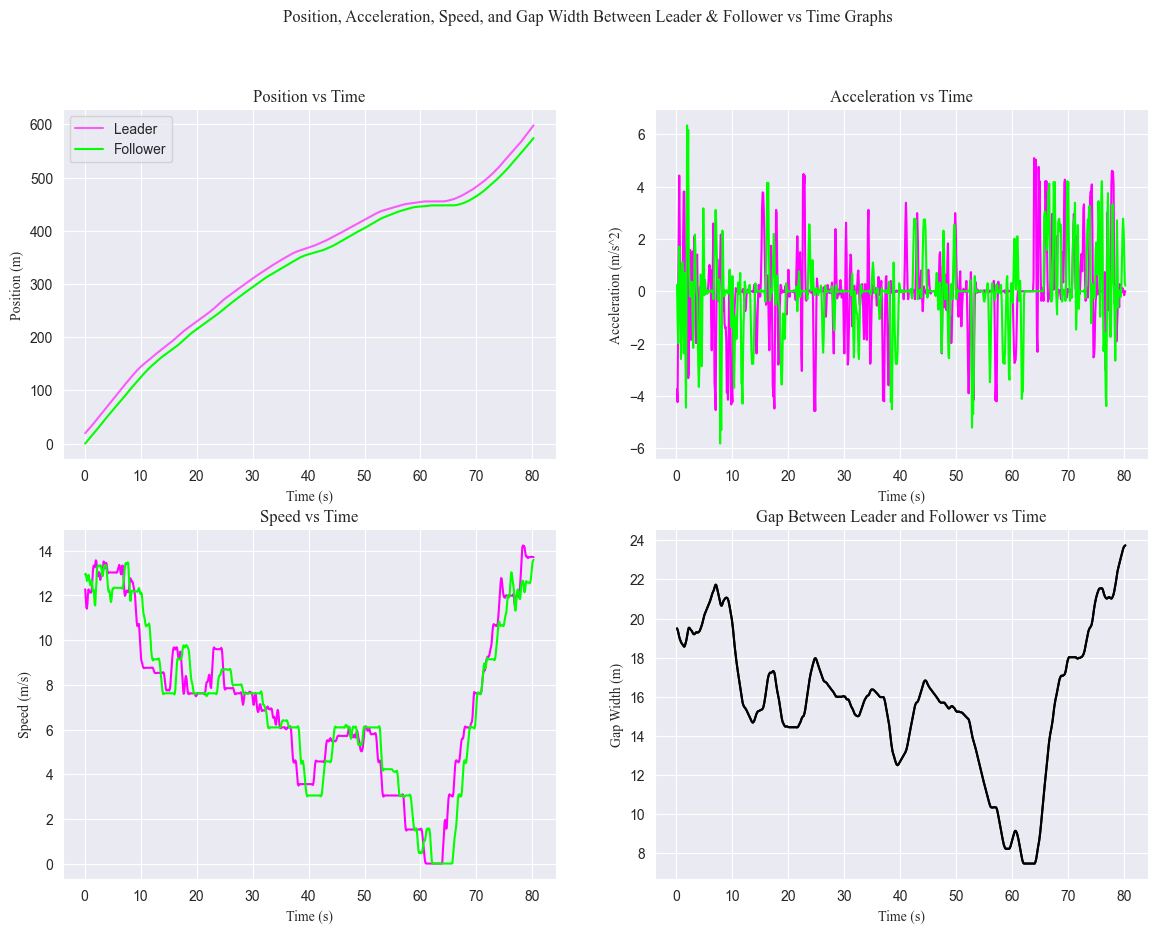 Position, Acceleration, Speed, and Gap Width Between Leader & Follower vs Time Graphs
Position vs Time
Leader
Follower
600
500
400
300
200
100
0
Position (m)
0 10 20 30 40 50 60 70 80
Time (s)
Acceleration vs Time
6
4
2
0
−2
−4
−6
Acceleration (m/s^2)
0 10 20 30 40 50 60 70 80
Time (s)
Speed vs Time
14
12
10
8
6
4
2
0
Speed (m/s)
0 10 20 30 40 50 60 70 80
Time (s)
Gap Between Leader and Follower vs Time
24
22
20
18
16
14
12
10
8
Gap Width (m)
0 10 20 30 40 50 60 70 80
Time (s)